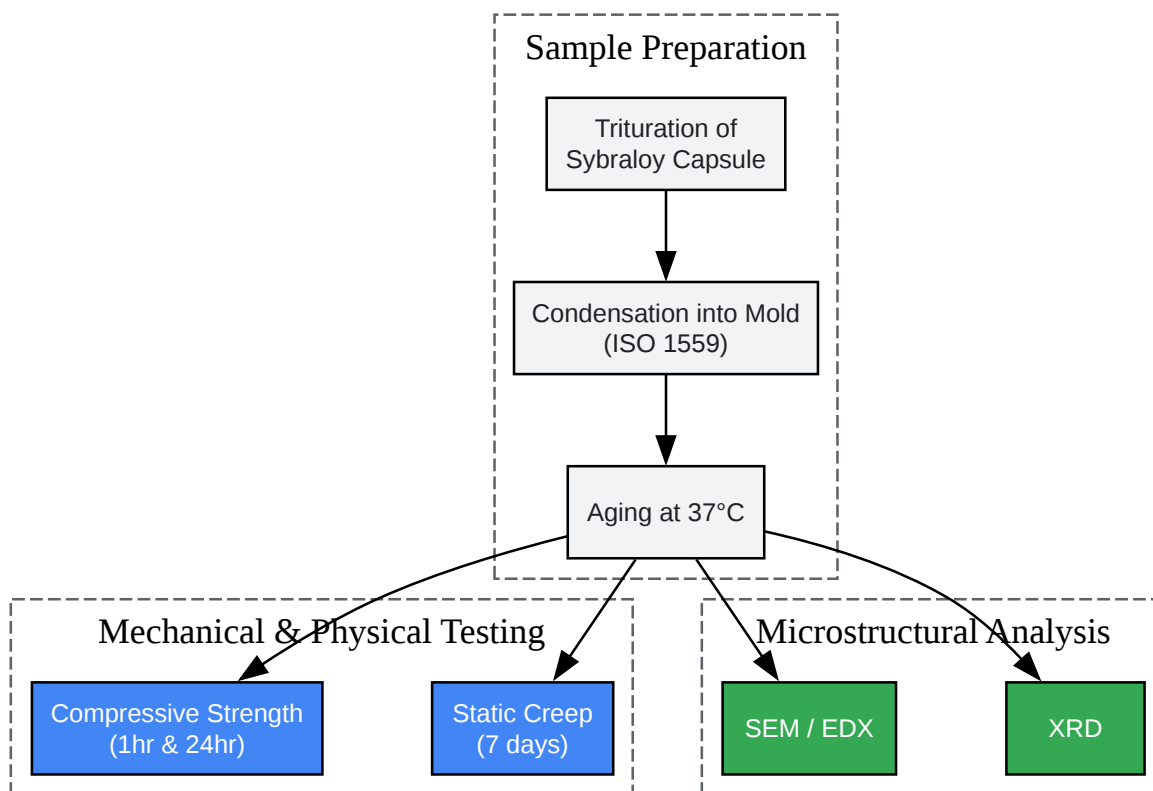 Sample Preparation
Trituration of
Sybraloy Capsule
Condensation into Mold
(ISO 1559)
Aging at 37°C
Mechanical & Physical Testing
Microstructural Analysis
Compressive Strength
(1hr & 24hr)
Static Creep
(7 days)
SEM / EDX
XRD